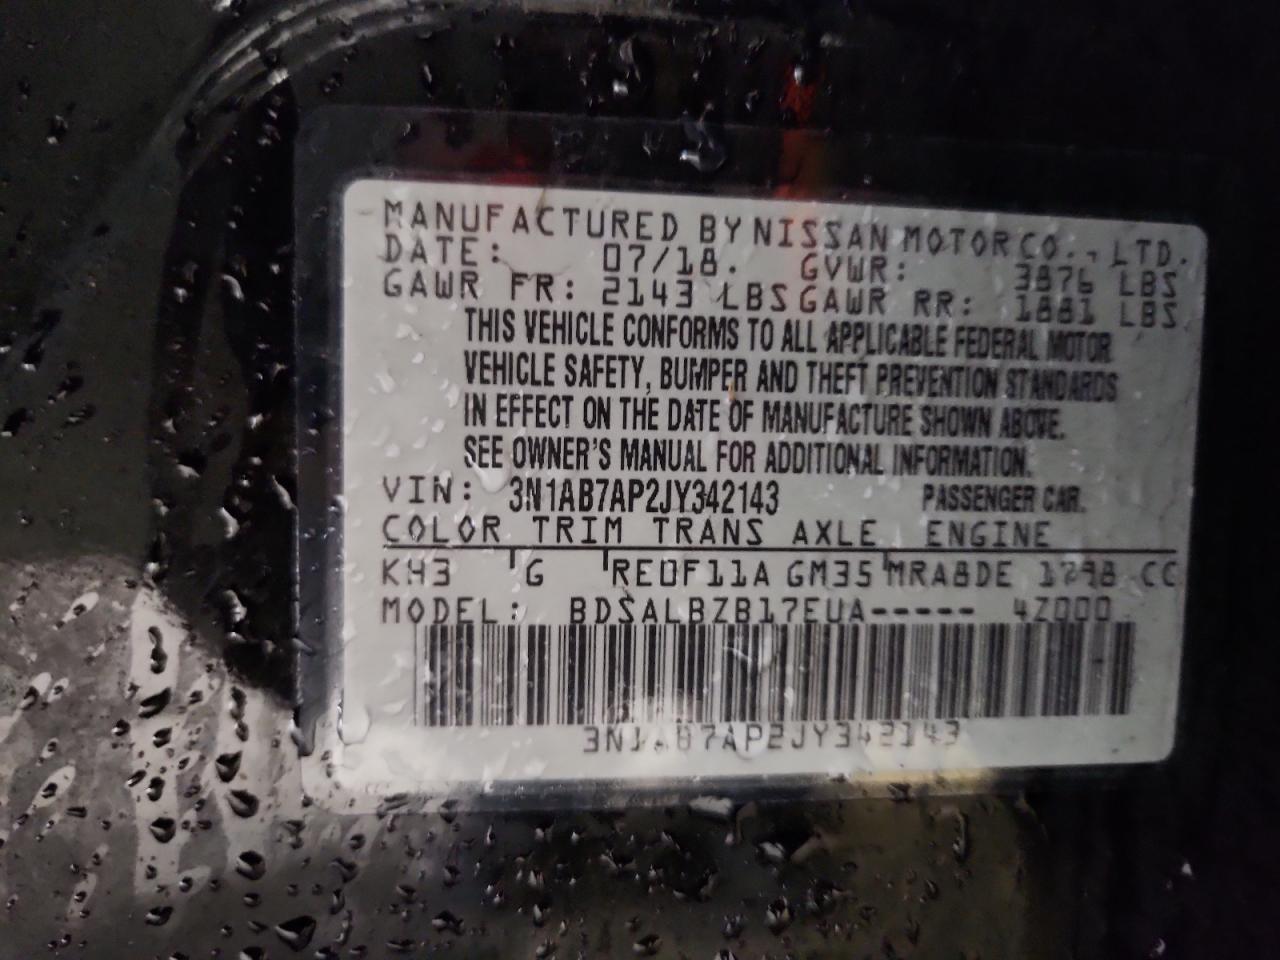 MANUFACTURED BY NISSAN MOTOR CO., LTD.
DATE: 07/18. GVWR: 3876 LBS
GAWR FR: 2143 LBS GAWR RR: 1881 LBS
THIS VEHICLE CONFORMS TO ALL APPLICABLE FEDERAL MOTOR
VEHICLE SAFETY, BUMPER AND THEFT PREVENTION STANDARDS
IN EFFECT ON THE DATE OF MANUFACTURE SHOWN ABOVE.
SEE OWNER'S MANUAL FOR ADDITIONAL INFORMATION.
VIN: 3N1AB7AP2JY342143 PASSENGER CAR.
COLOR TRIM TRANS AXLE ENGINE
KH3 G RE0F11A GM35 MRA8DE 1798 CC
MODEL: BDSALBZB17EUA----- 4Z000
3N1AB7AP2JY342143